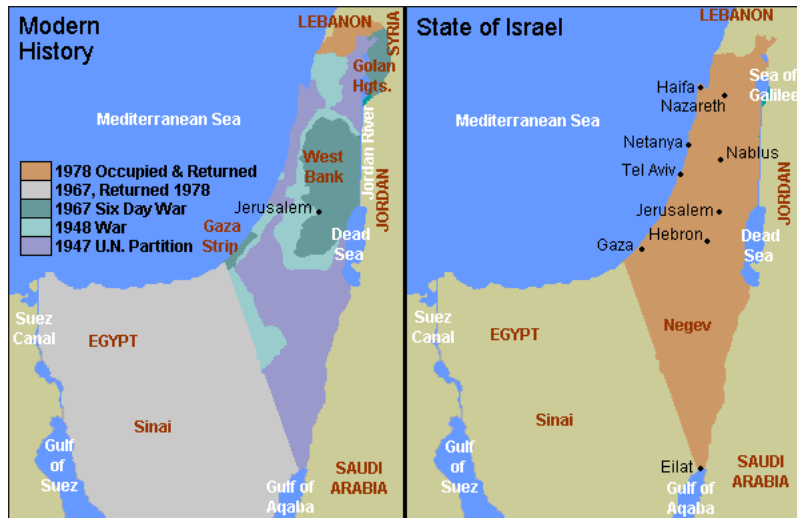 Modern
History
LEBANON
SYRIA
Golan
Hgts.
Mediterranean Sea
Jordan River
1978 Occupied & Returned
1967, Returned 1978
1967 Six Day War
1948 War
1947 U.N. Partition
West
Bank
Jerusalem
JORDAN
Gaza
Strip
Dead
Sea
Suez
Canal
EGYPT
Sinai
Gulf
of
Suez
SAUDI
ARABIA
Gulf of
Aqaba
State of Israel
LEBANON
SYRIA
Sea of
Galilee
Haifa
Nazareth
Mediterranean Sea
Netanya
Nablus
Tel Aviv
JORDAN
Jerusalem
Hebron
Gaza
Dead
Sea
Suez
Canal
EGYPT
Negev
Sinai
Gulf
of
Suez
Eilat
SAUDI
ARABIA
Gulf of
Aqaba